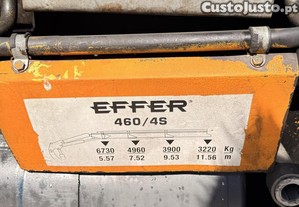 CustoJusto.pt
EFFER
460/4S
6730 4960 3900 3220 Kg
5.57 7.52 9.53 11.56 m